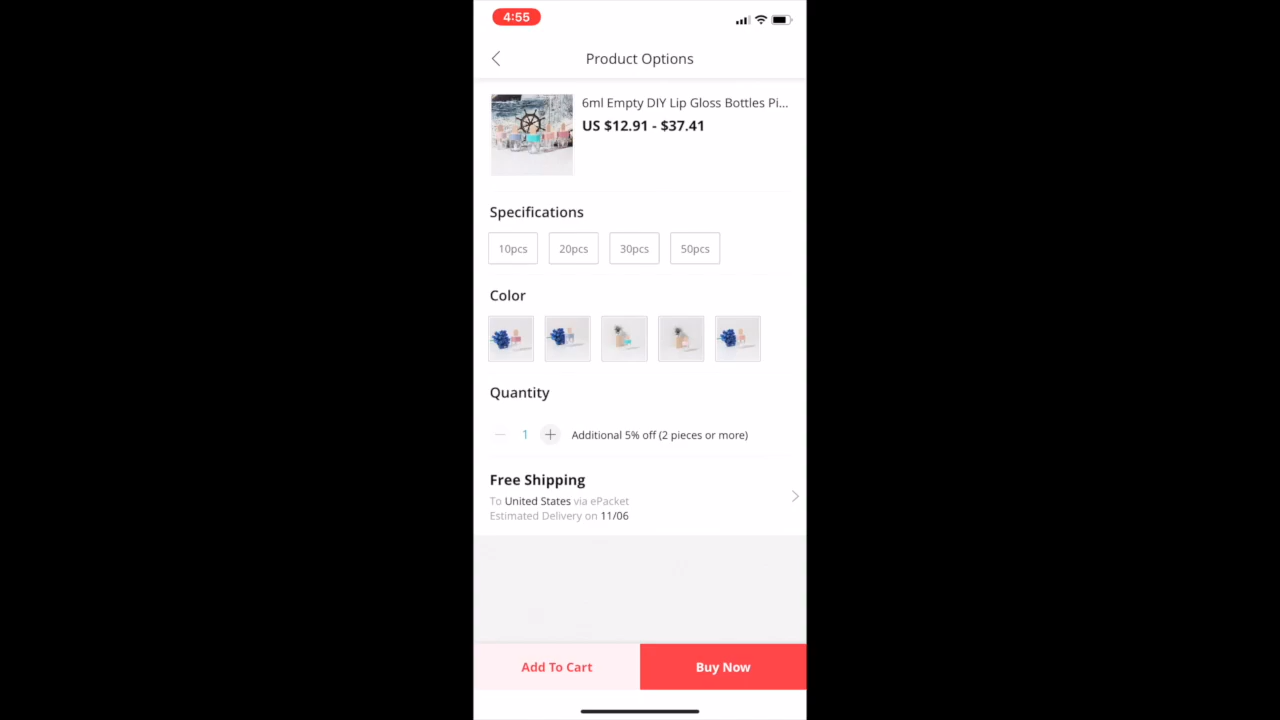 4:55
Product Options
6ml Empty DIY Lip Gloss Bottles Pi...
US $12.91 - $37.41
Specifications
10pcs 20pcs 30pcs 50pcs
Color
Quantity
1 Additional 5% off (2 pieces or more)
Free Shipping
To United States via ePacket
Estimated Delivery on 11/06
Add To Cart Buy Now